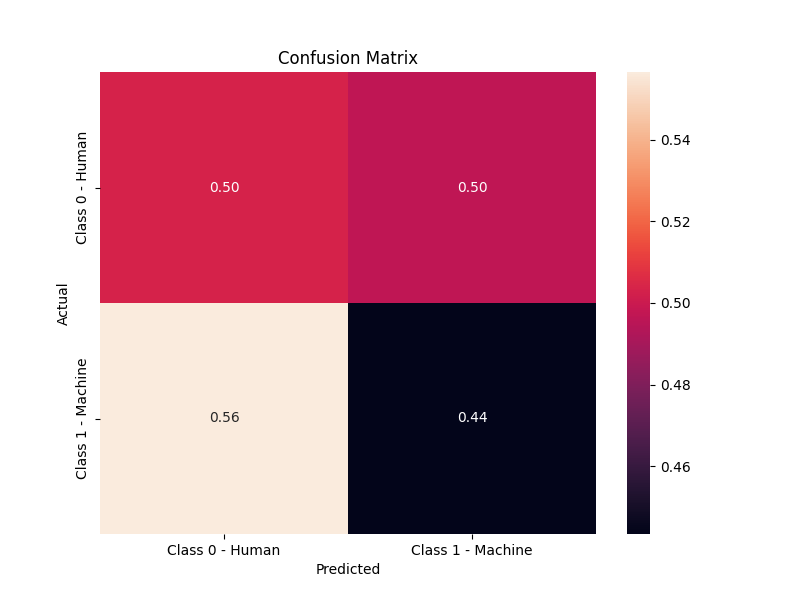 Confusion Matrix
Class 0 - Human
0.50
0.50
Actual
Class 1 - Machine
0.56
0.44
Class 0 - Human
Class 1 - Machine
Predicted
0.54
0.52
0.50
0.48
0.46